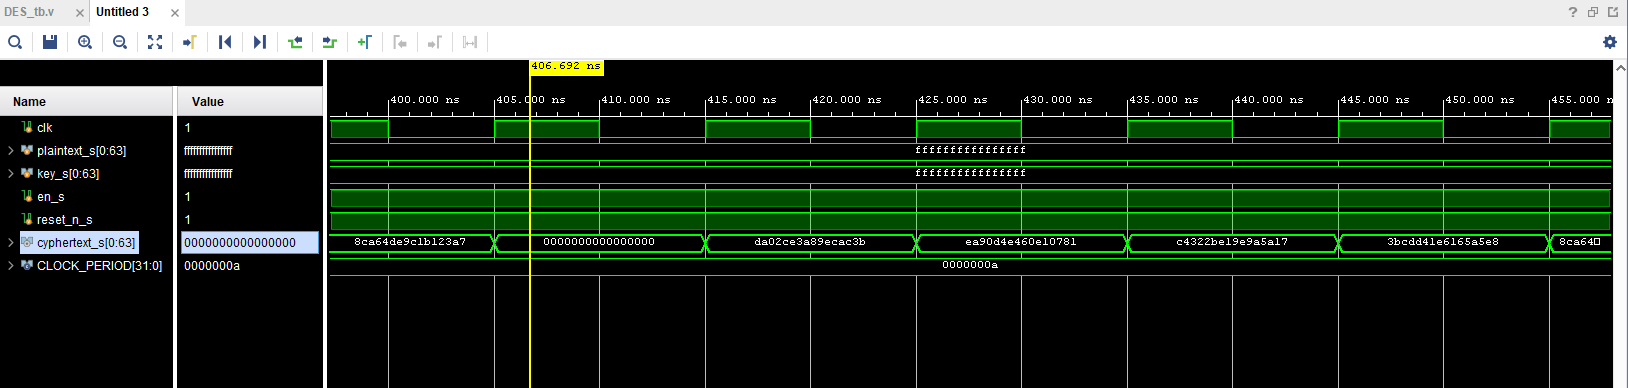 DES_tb.v × Untitled 3 × ?
406.692 ns
Name Value
400.000 ns 405.000 ns 410.000 ns 415.000 ns 420.000 ns 425.000 ns 430.000 ns 435.000 ns 440.000 ns 445.000 ns 450.000 ns 455.000 n
clk 1
plaintext_s[0:63] ffffffffffffffff ffffffffffffffff
key_s[0:63] ffffffffffffffff ffffffffffffffff
en_s 1
reset_n_s 1
cyphertext_s[0:63] 0000000000000000 8ca64de9c1b123a7 0000000000000000 da02ce3a89ecac3b ea90d4e460e10781 c4322be19e9a5a17 3bcdd41e6165a5e8 8ca64▯
CLOCK_PERIOD[31:0] 0000000a 0000000a